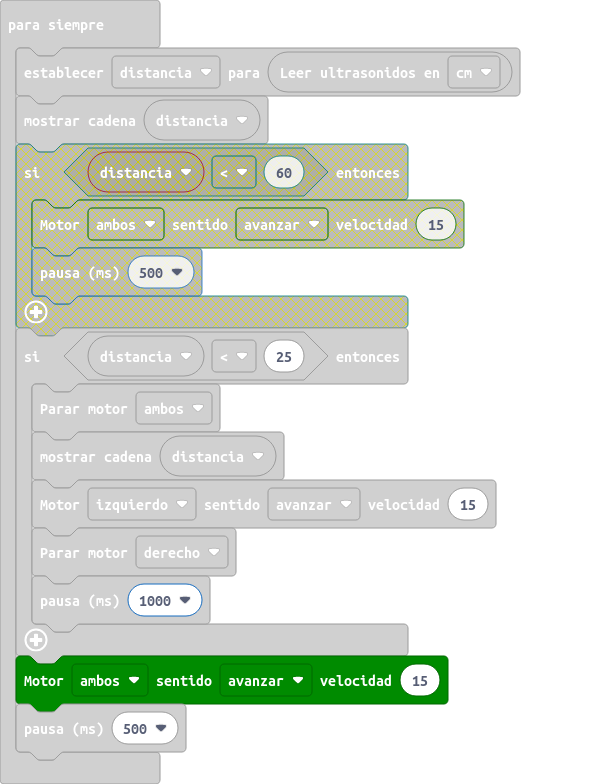 para siempre
establecer distancia para Leer ultrasonidos en cm
mostrar cadena distancia
si distancia < 60 entonces
Motor ambos sentido avanzar velocidad 15
pausa (ms) 500
si distancia < 25 entonces
Parar motor ambos
mostrar cadena distancia
Motor izquierdo sentido avanzar velocidad 15
Parar motor derecho
pausa (ms) 1000
Motor ambos sentido avanzar velocidad 15
pausa (ms) 500